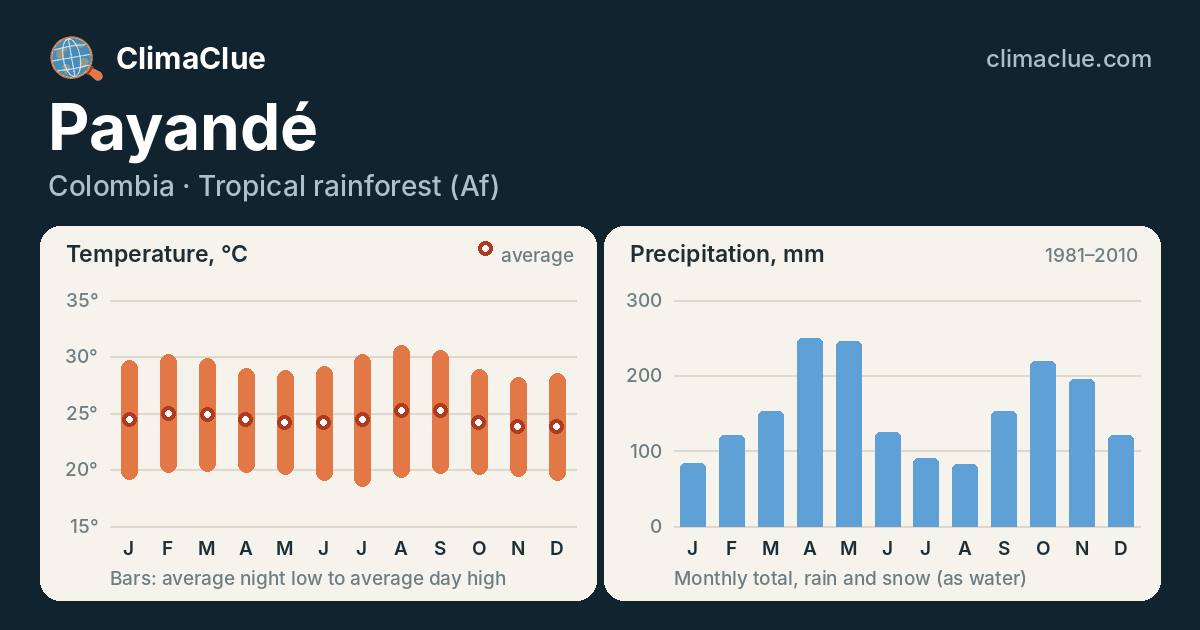 ClimaClue
climaclue.com
Payandé
Colombia · Tropical rainforest (Af)
Temperature, °C
average
35°
30°
25°
20°
15°
J F M A M J J A S O N D
Bars: average night low to average day high
Precipitation, mm
1981–2010
300
200
100
0
J F M A M J J A S O N D
Monthly total, rain and snow (as water)